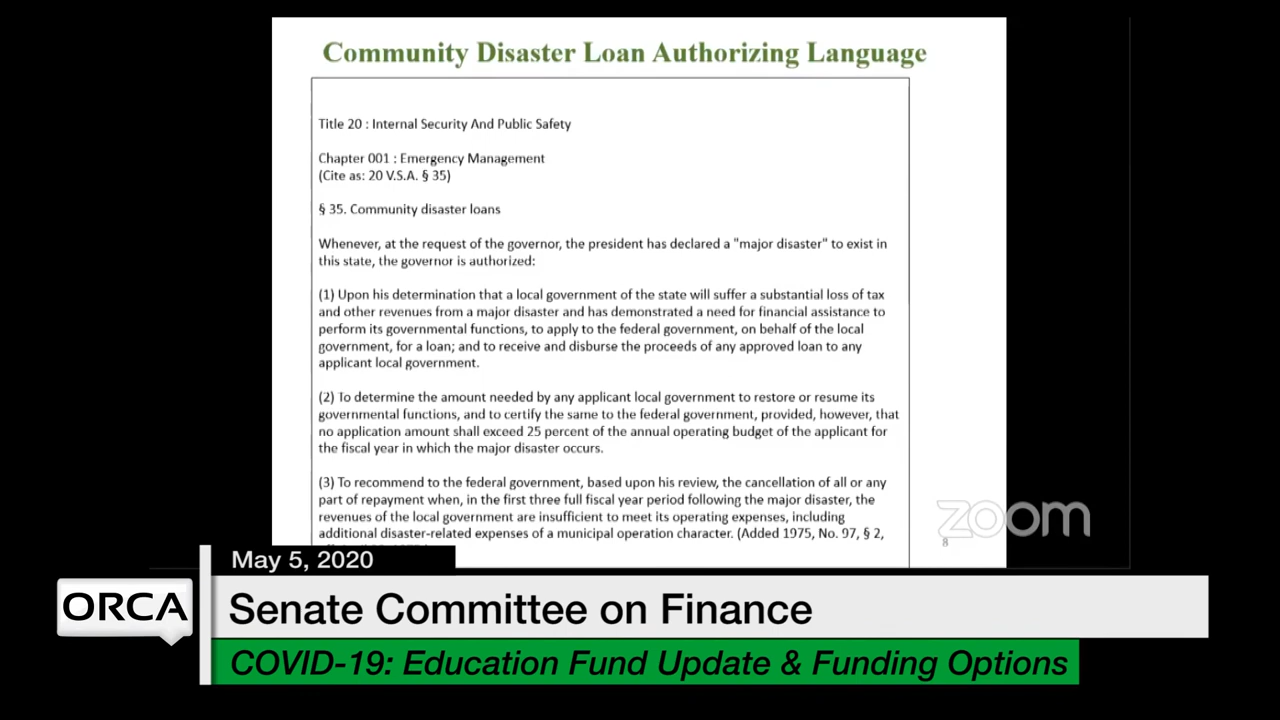 Community Disaster Loan Authorizing Language
Title 20 : Internal Security And Public Safety
Chapter 001 : Emergency Management
(Cite as: 20 V.S.A. § 35)
§ 35. Community disaster loans
Whenever, at the request of the governor, the president has declared a "major disaster" to exist in
this state, the governor is authorized:
(1) Upon his determination that a local government of the state will suffer a substantial loss of tax
and other revenues from a major disaster and has demonstrated a need for financial assistance to
perform its governmental functions, to apply to the federal government, on behalf of the local
government, for a loan; and to receive and disburse the proceeds of any approved loan to any
applicant local government.
(2) To determine the amount needed by any applicant local government to restore or resume its
governmental functions, and to certify the same to the federal government, provided, however, that
no application amount shall exceed 25 percent of the annual operating budget of the applicant for
the fiscal year in which the major disaster occurs.
(3) To recommend to the federal government, based upon his review, the cancellation of all or any
part of repayment when, in the first three full fiscal year period following the major disaster, the
revenues of the local government are insufficient to meet its operating expenses, including
additional disaster-related expenses of a municipal operation character. (Added 1975, No. 97, § 2,
zoom
8
May 5, 2020
ORCA
Senate Committee on Finance
COVID-19: Education Fund Update & Funding Options